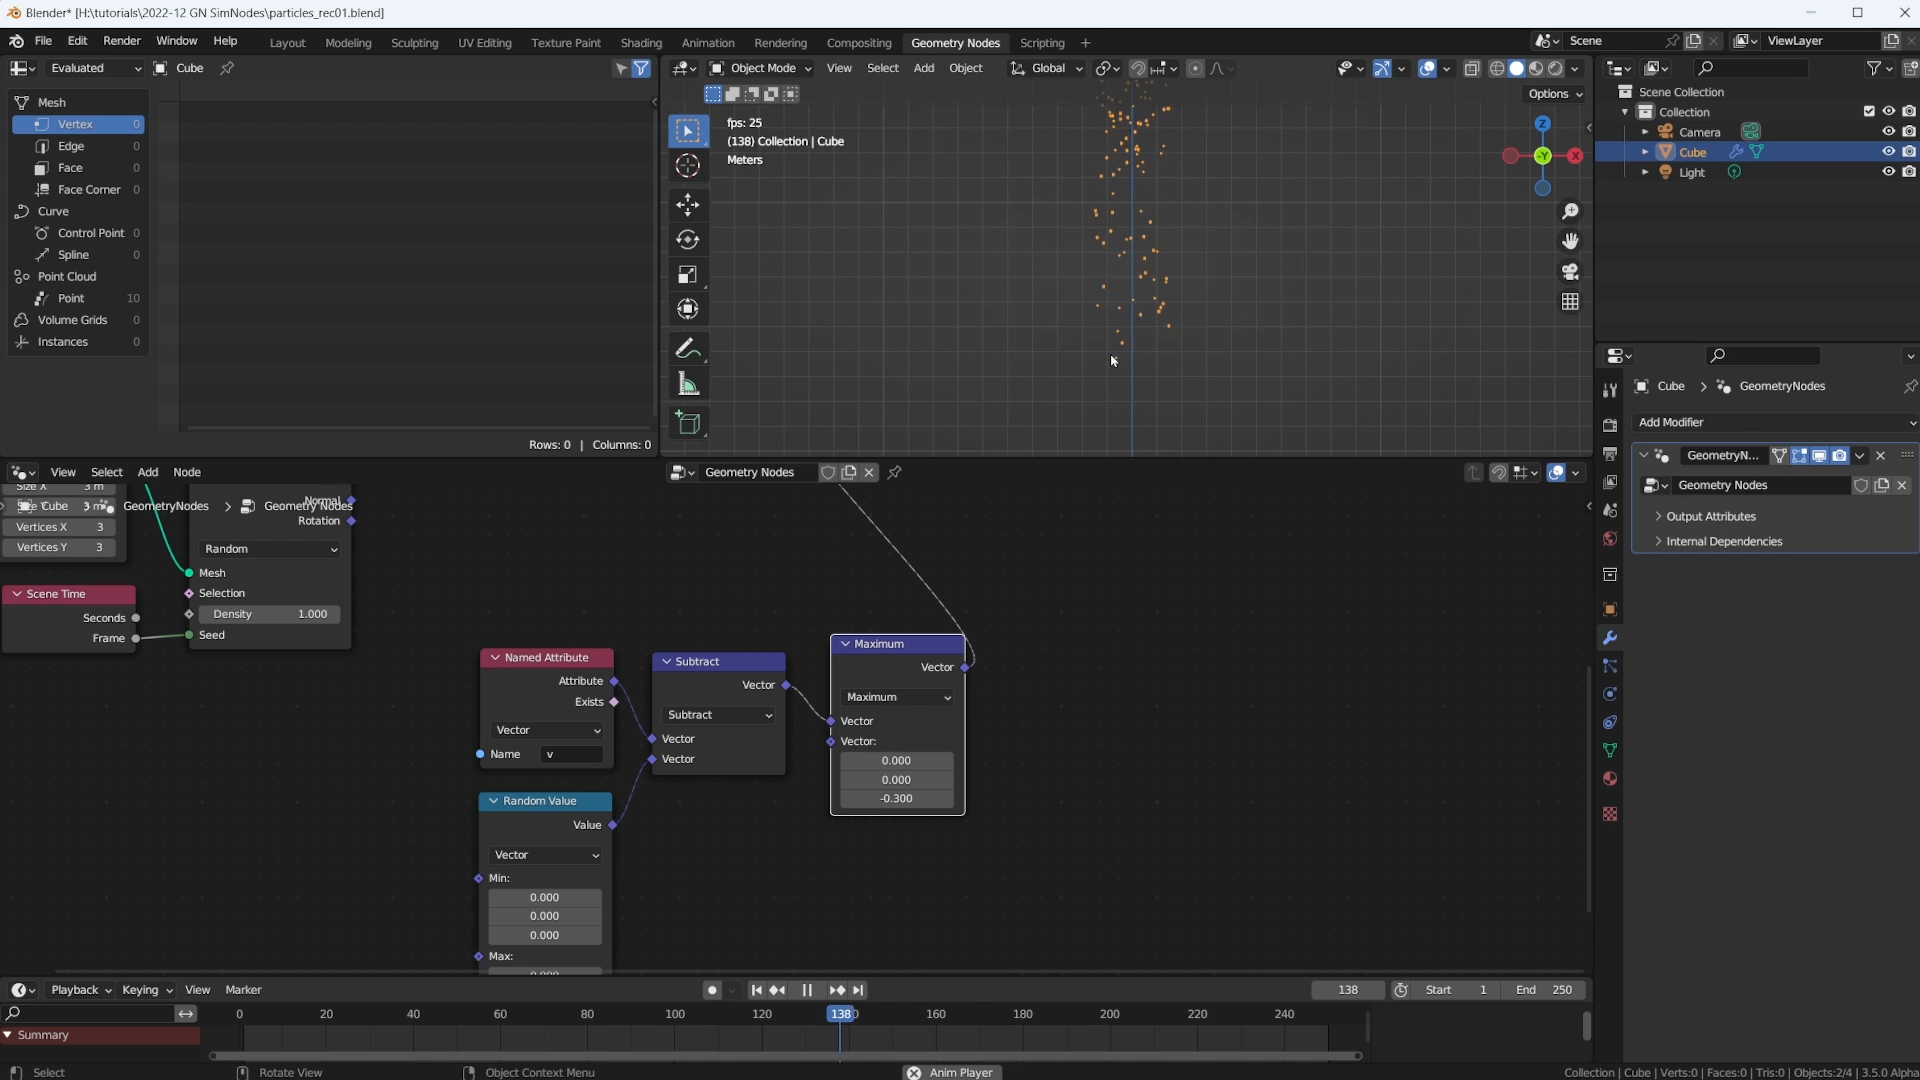 Blender* [H:\tutorials\2022-12 GN SimNodes\particles_rec01.blend]
File Edit Render Window Help Layout Modeling Sculpting UV Editing Texture Paint Shading Animation Rendering Compositing Geometry Nodes Scripting + Scene ViewLayer
Evaluated Cube
Object Mode View Select Add Object Global
Options
Mesh
Vertex 0
Edge 0
Face 0
Face Corner 0
Curve
Control Point 0
Spline 0
Point Cloud
Point 10
Volume Grids 0
Instances 0
Rows: 0 | Columns: 0
fps: 25
(138) Collection | Cube
Meters
Z
-Y
X
Scene Collection
Collection
Camera
Cube
Light
Cube > GeometryNodes
Add Modifier
GeometryN...
Geometry Nodes
Output Attributes
Internal Dependencies
View Select Add Node
Geometry Nodes
Size X 3 m
Cube > GeometryNodes > Geometry Nodes
Normal
Rotation
Vertices X 3
Vertices Y 3
Random
Mesh
Selection
Density 1.000
Seed
Scene Time
Seconds
Frame
Named Attribute
Attribute
Exists
Vector
Name v
Subtract
Vector
Subtract
Vector
Vector
Maximum
Vector
Maximum
Vector
Vector:
0.000
0.000
-0.300
Random Value
Value
Vector
Min:
0.000
0.000
0.000
Max:
0.000
Playback Keying View Marker
138 Start 1 End 250
0 20 40 60 80 100 120 138 160 180 200 220 240
Summary
Select Rotate View Object Context Menu Anim Player
Collection | Cube | Verts:0 | Faces:0 | Tris:0 | Objects:2/4 | 3.5.0 Alpha